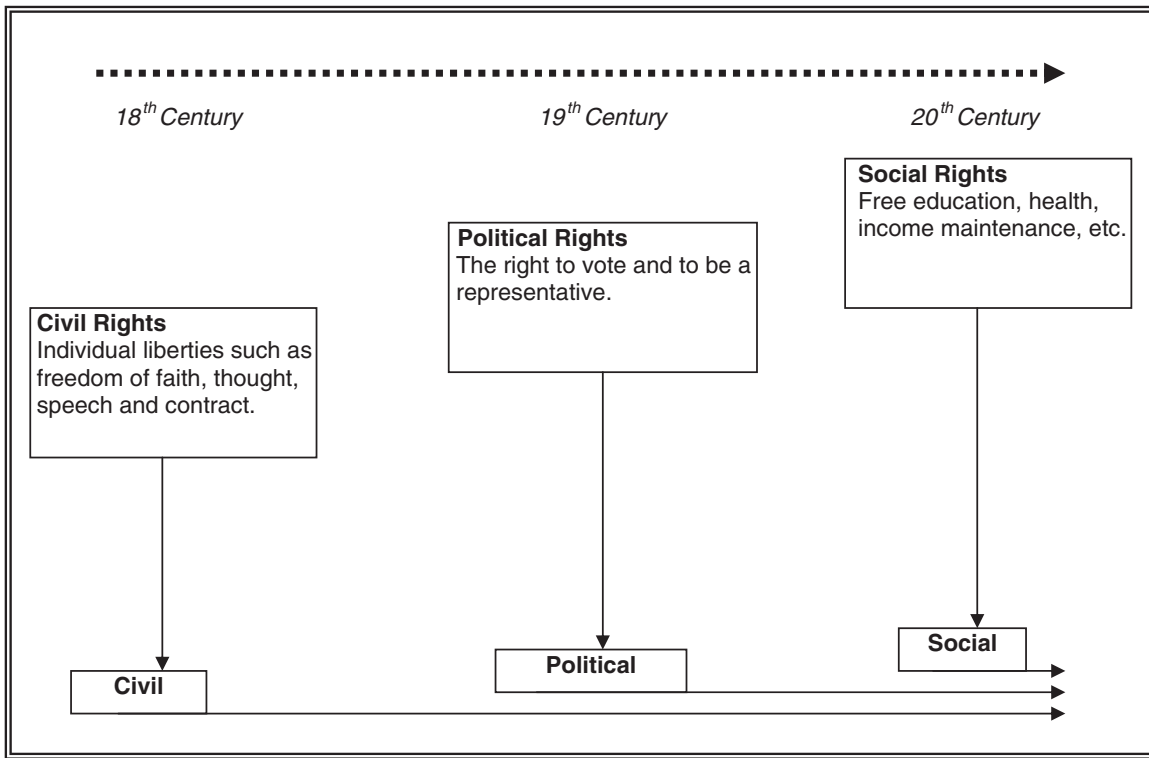 18th Century
19th Century
20th Century
Social Rights
Free education, health,
income maintenance, etc.
Political Rights
The right to vote and to be a
representative.
Civil Rights
Individual liberties such as
freedom of faith, thought,
speech and contract.
Social
Political
Civil